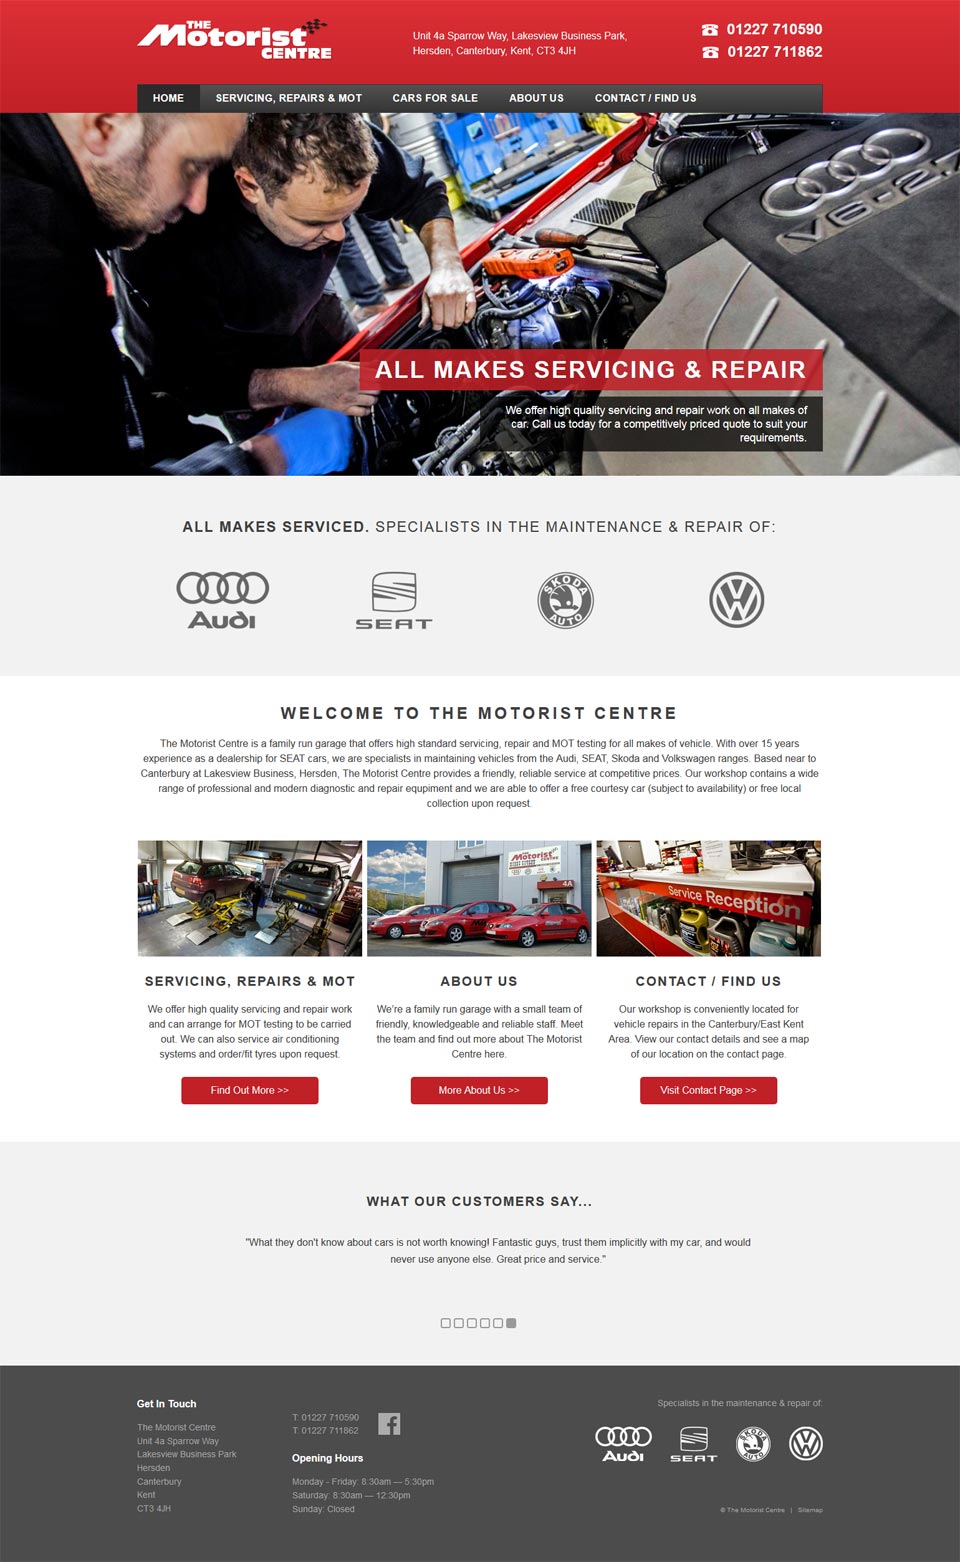 THE
Motorist
CENTRE
Unit 4a Sparrow Way, Lakesview Business Park,
Hersden, Canterbury, Kent, CT3 4JH
01227 710590
01227 711862
HOME
SERVICING, REPAIRS & MOT
CARS FOR SALE
ABOUT US
CONTACT / FIND US
V6 2.7
ALL MAKES SERVICING & REPAIR
We offer high quality servicing and repair work on all makes of
car. Call us today for a competitively priced quote to suit your
requirements.
ALL MAKES SERVICED. SPECIALISTS IN THE MAINTENANCE & REPAIR OF:
Audi
SEAT
SKODA
AUTO
WELCOME TO THE MOTORIST CENTRE
The Motorist Centre is a family run garage that offers high standard servicing, repair and MOT testing for all makes of vehicle. With over 15 years
experience as a dealership for SEAT cars, we are specialists in maintaining vehicles from the Audi, SEAT, Skoda and Volkswagen ranges. Based near to
Canterbury at Lakesview Business, Hersden, The Motorist Centre provides a friendly, reliable service at competitive prices. Our workshop contains a wide
range of professional and modern diagnostic and repair equpiment and we are able to offer a free courtesy car (subject to availability) or free local
collection upon request.
THE
Motorist
CENTRE
4A
Service Reception
SERVICING, REPAIRS & MOT
We offer high quality servicing and repair work
and can arrange for MOT testing to be carried
out. We can also service air conditioning
systems and order/fit tyres upon request.
Find Out More >>
ABOUT US
We're a family run garage with a small team of
friendly, knowledgeable and reliable staff. Meet
the team and find out more about The Motorist
Centre here.
More About Us >>
CONTACT / FIND US
Our workshop is conveniently located for
vehicle repairs in the Canterbury/East Kent
Area. View our contact details and see a map
of our location on the contact page.
Visit Contact Page >>
WHAT OUR CUSTOMERS SAY...
"What they don't know about cars is not worth knowing! Fantastic guys, trust them implicitly with my car, and would
never use anyone else. Great price and service."
Get In Touch
The Motorist Centre
Unit 4a Sparrow Way
Lakesview Business Park
Hersden
Canterbury
Kent
CT3 4JH
T: 01227 710590
T: 01227 711862
Opening Hours
Monday - Friday: 8:30am — 5:30pm
Saturday: 8:30am — 12:30pm
Sunday: Closed
Specialists in the maintenance & repair of:
Audi
SEAT
SKODA
AUTO
© The Motorist Centre | Sitemap